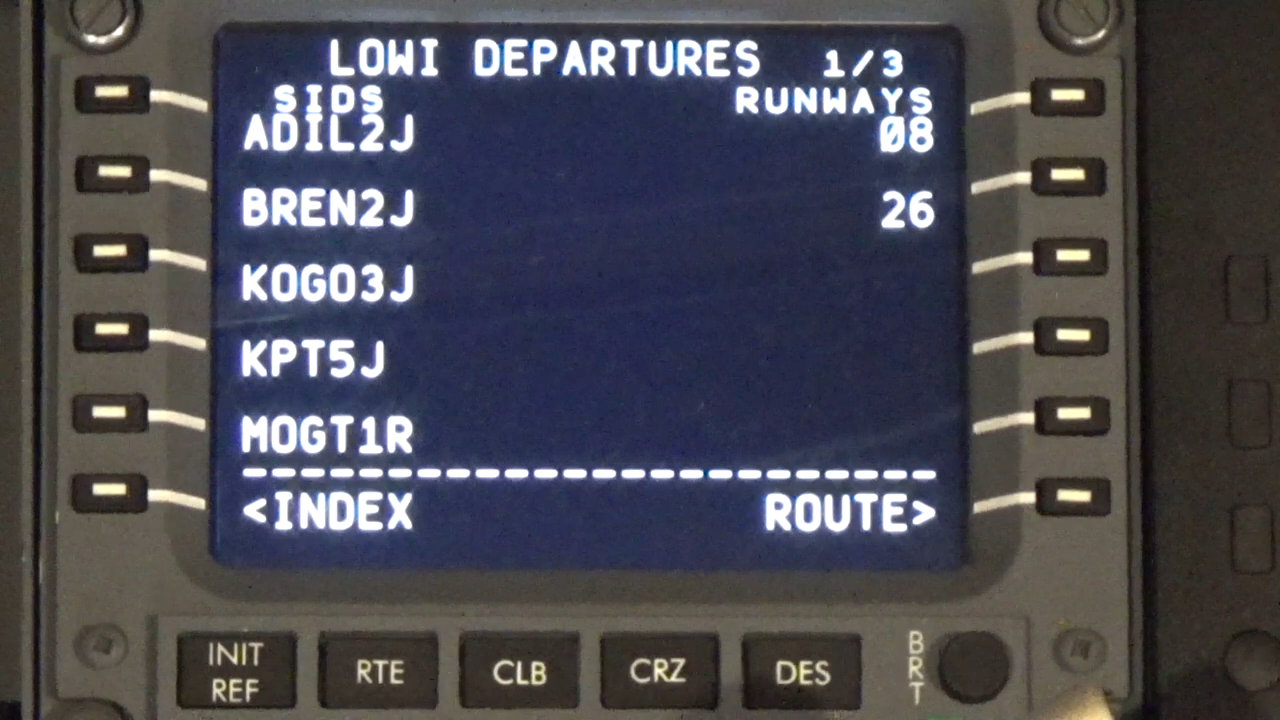 LOWI DEPARTURES 1/3
SIDS RUNWAYS
ADIL2J 08
BREN2J 26
KOGO3J
KPT5J
MOGT1R
------------------------
<INDEX ROUTE>
INIT REF RTE CLB CRZ DES BRT